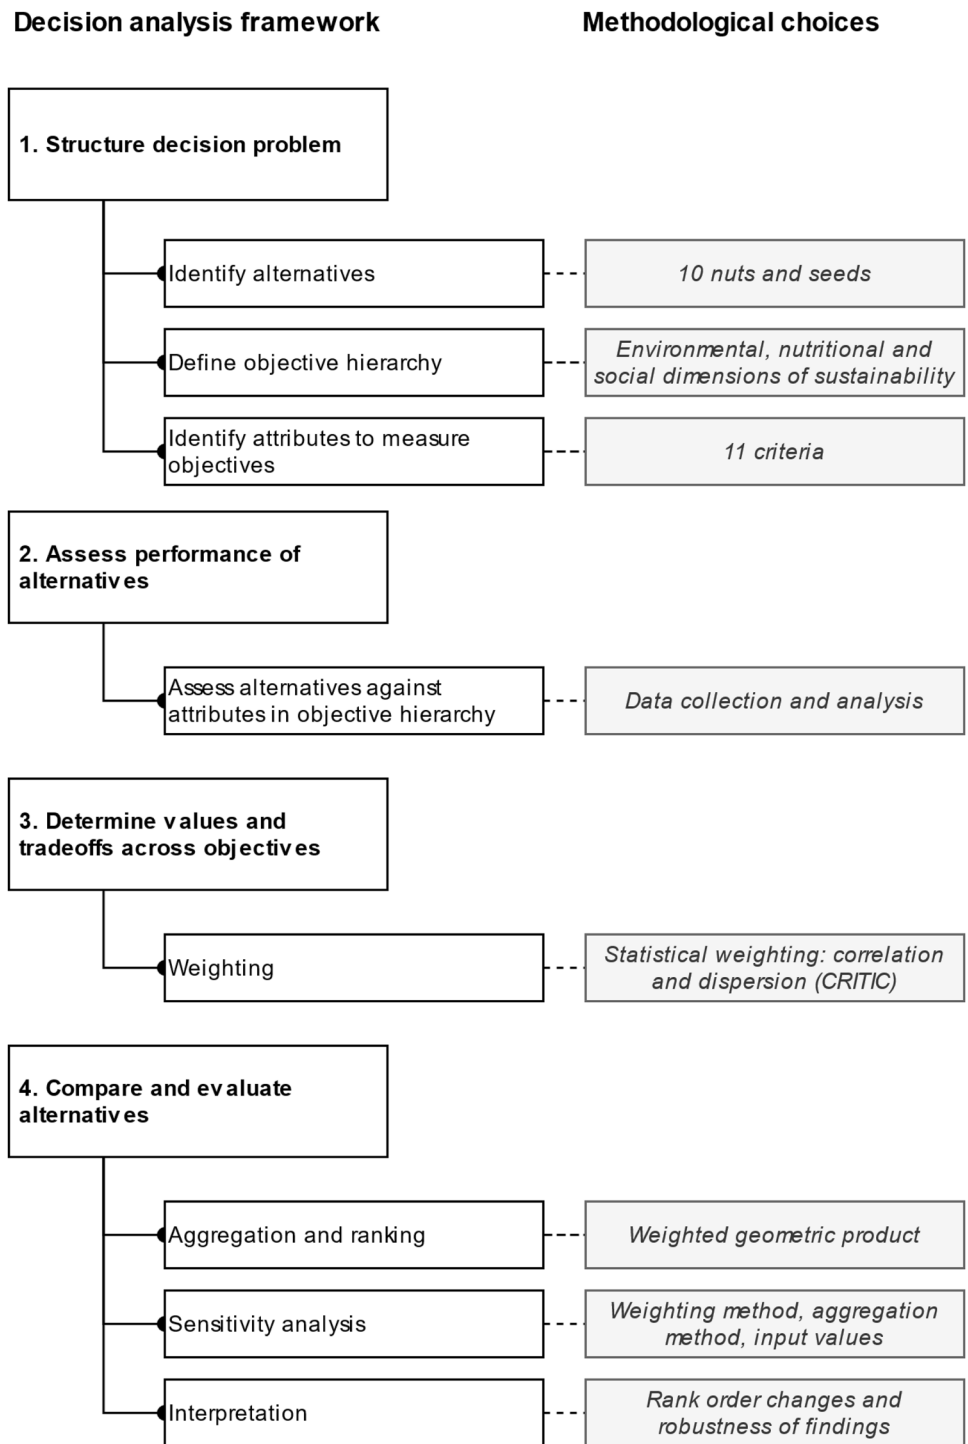 Decision analysis framework
Methodological choices
1. Structure decision problem
Identify alternatives
10 nuts and seeds
Define objective hierarchy
Environmental, nutritional and
social dimensions of sustainability
Identify attributes to measure
objectives
11 criteria
2. Assess performance of
alternatives
Assess alternatives against
attributes in objective hierarchy
Data collection and analysis
3. Determine values and
tradeoffs across objectives
Weighting
Statistical weighting: correlation
and dispersion (CRITIC)
4. Compare and evaluate
alternatives
Aggregation and ranking
Weighted geometric product
Sensitivity analysis
Weighting method, aggregation
method, input values
Interpretation
Rank order changes and
robustness of findings